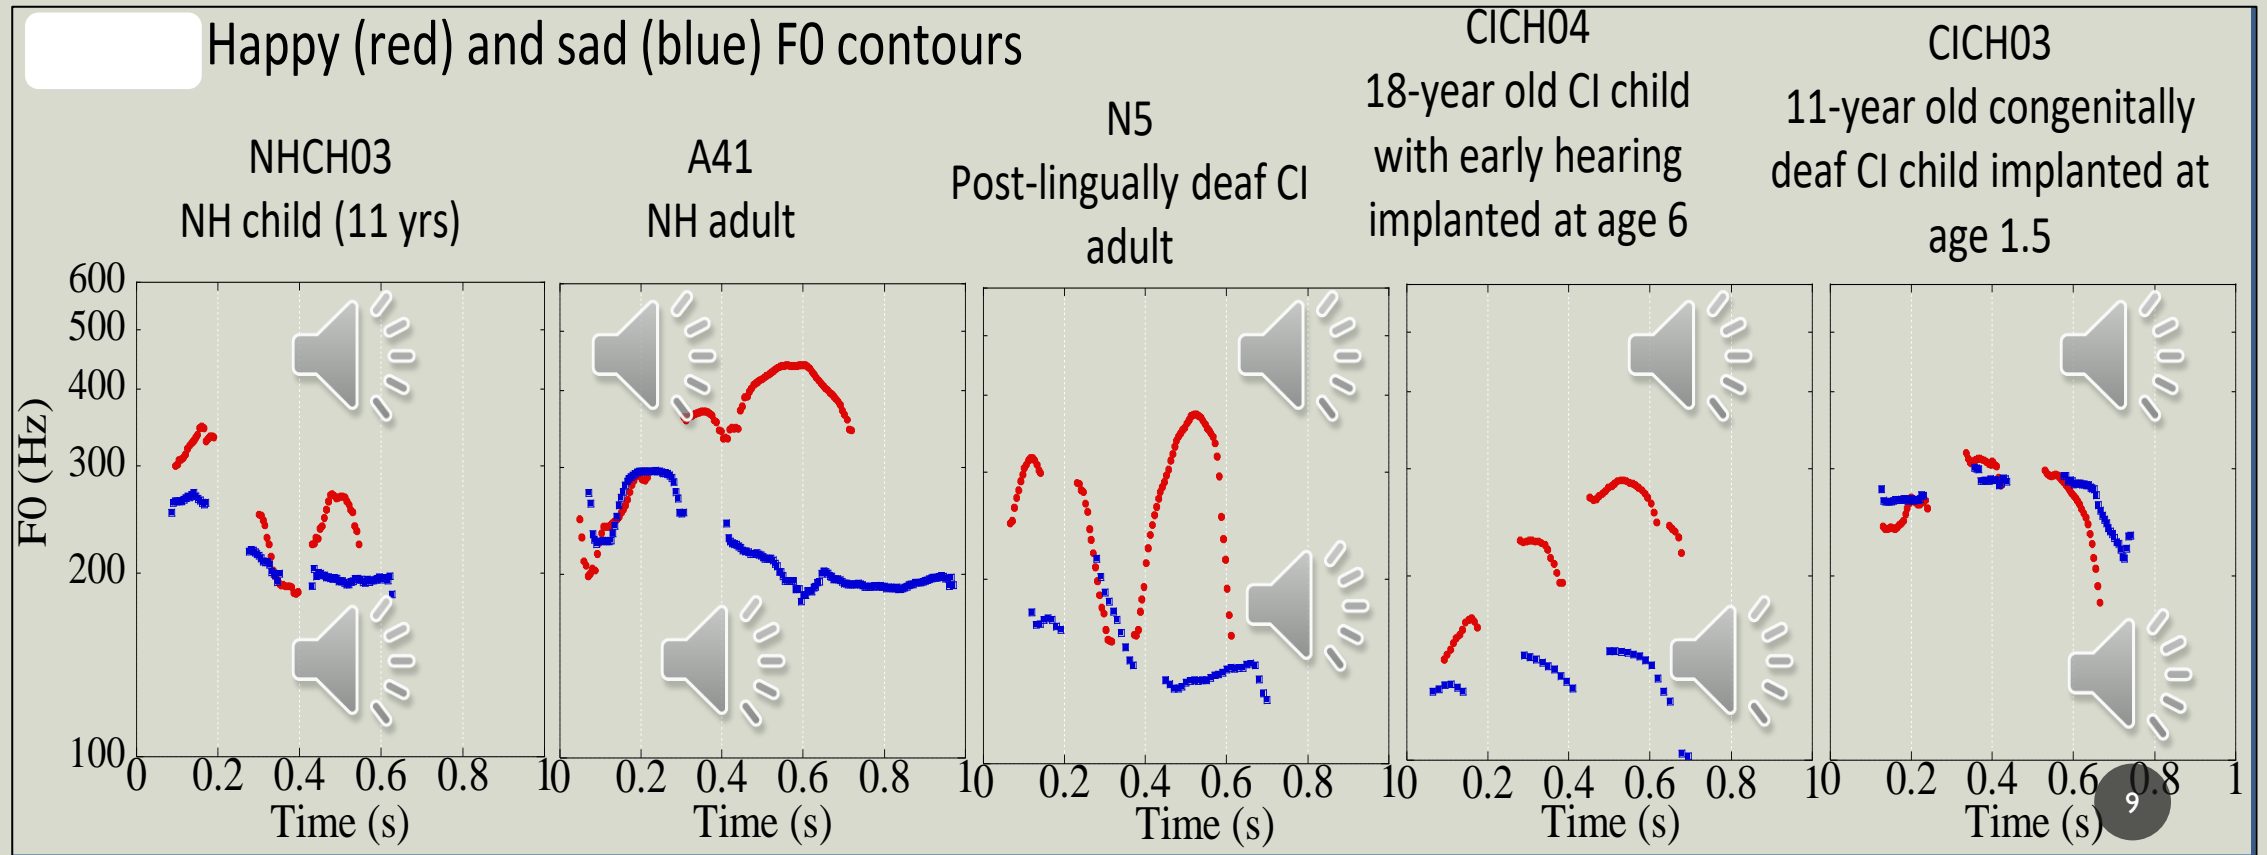 Happy (red) and sad (blue) F0 contours
NHCH03
NH child (11 yrs)
A41
NH adult
N5
Post-lingually deaf CI
adult
CICH04
18-year old CI child
with early hearing
implanted at age 6
CICH03
11-year old congenitally
deaf CI child implanted at
age 1.5
F0 (Hz)
600
500
400
300
200
100
0 0.2 0.4 0.6 0.8 1
Time (s)
0 0.2 0.4 0.6 0.8 1
Time (s)
0 0.2 0.4 0.6 0.8 1
Time (s)
0 0.2 0.4 0.6 0.8 1
Time (s)
0 0.2 0.4 0.6 0.8 1
Time (s)
9